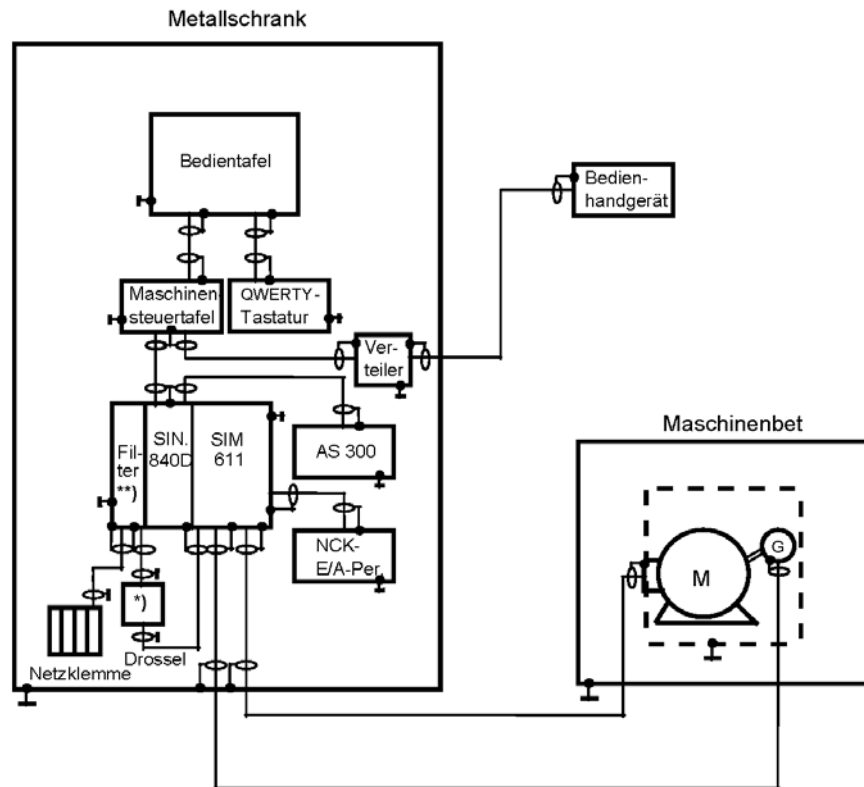 Metallschrank
Bedientafel
Bedien-
handgerät
Maschinen-
steuertafel
QWERTY-
Tastatur
Ver-
teiler
Fil-
ter
**)
SIN.
840D
SIM
611
AS 300
Maschinenbet
NCK-
E/A-Per.
*)
Drossel
Netzklemme
M
G